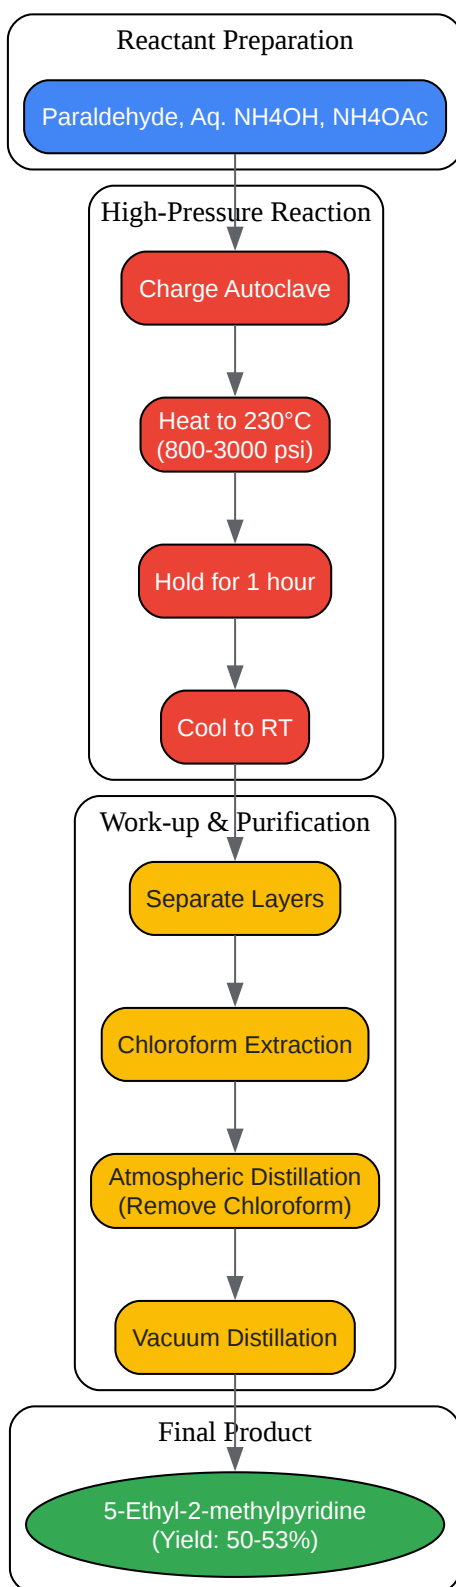 Reactant Preparation
Paraldehyde, Aq. NH4OH, NH4OAc
High-Pressure Reaction
Charge Autoclave
Heat to 230°C
(800-3000 psi)
Hold for 1 hour
Cool to RT
Work-up & Purification
Separate Layers
Chloroform Extraction
Atmospheric Distillation
(Remove Chloroform)
Vacuum Distillation
Final Product
5-Ethyl-2-methylpyridine
(Yield: 50-53%)